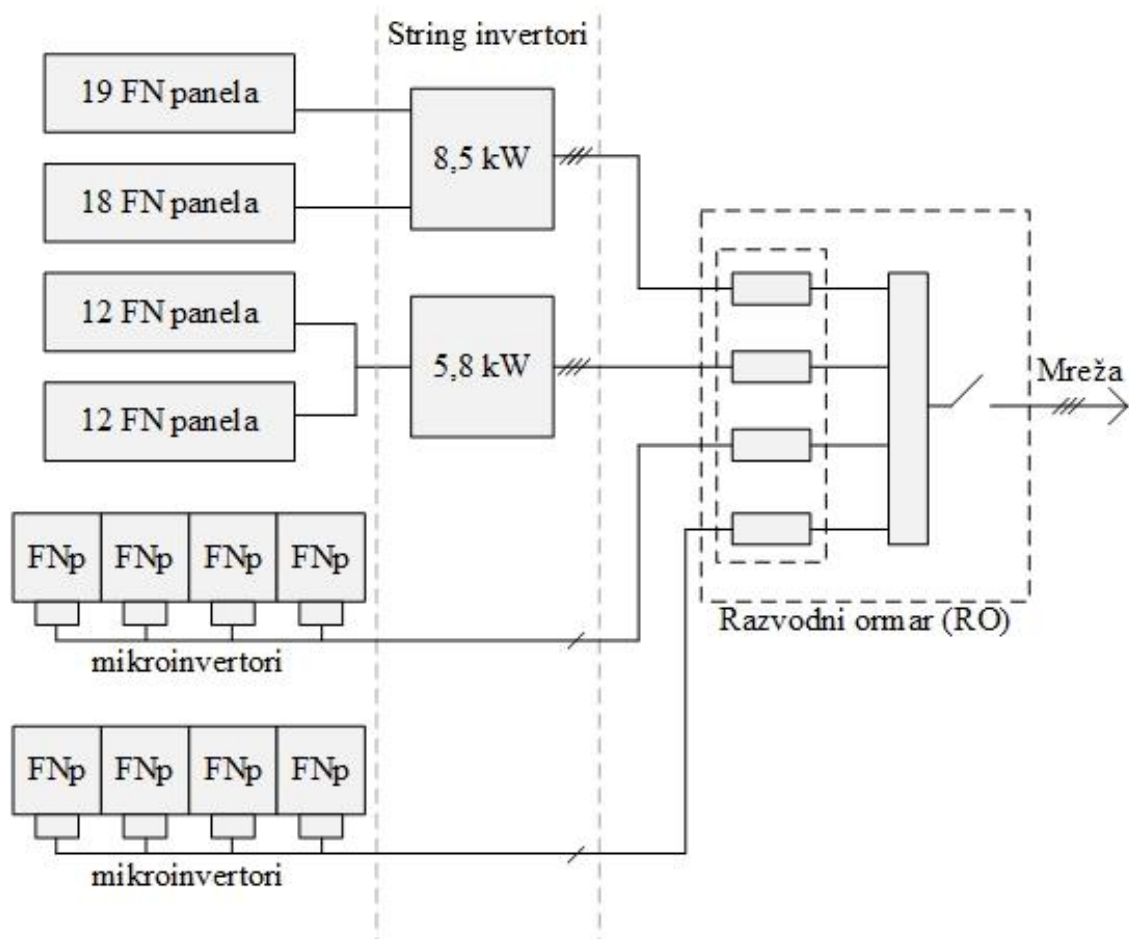 String invertori
19 FN panela
8,5 kW
18 FN panela
12 FN panela
5,8 kW
12 FN panela
Mreža
FNp FNp FNp FNp
mikroinvertori
Razvodni ormar (RO)
FNp FNp FNp FNp
mikroinvertori